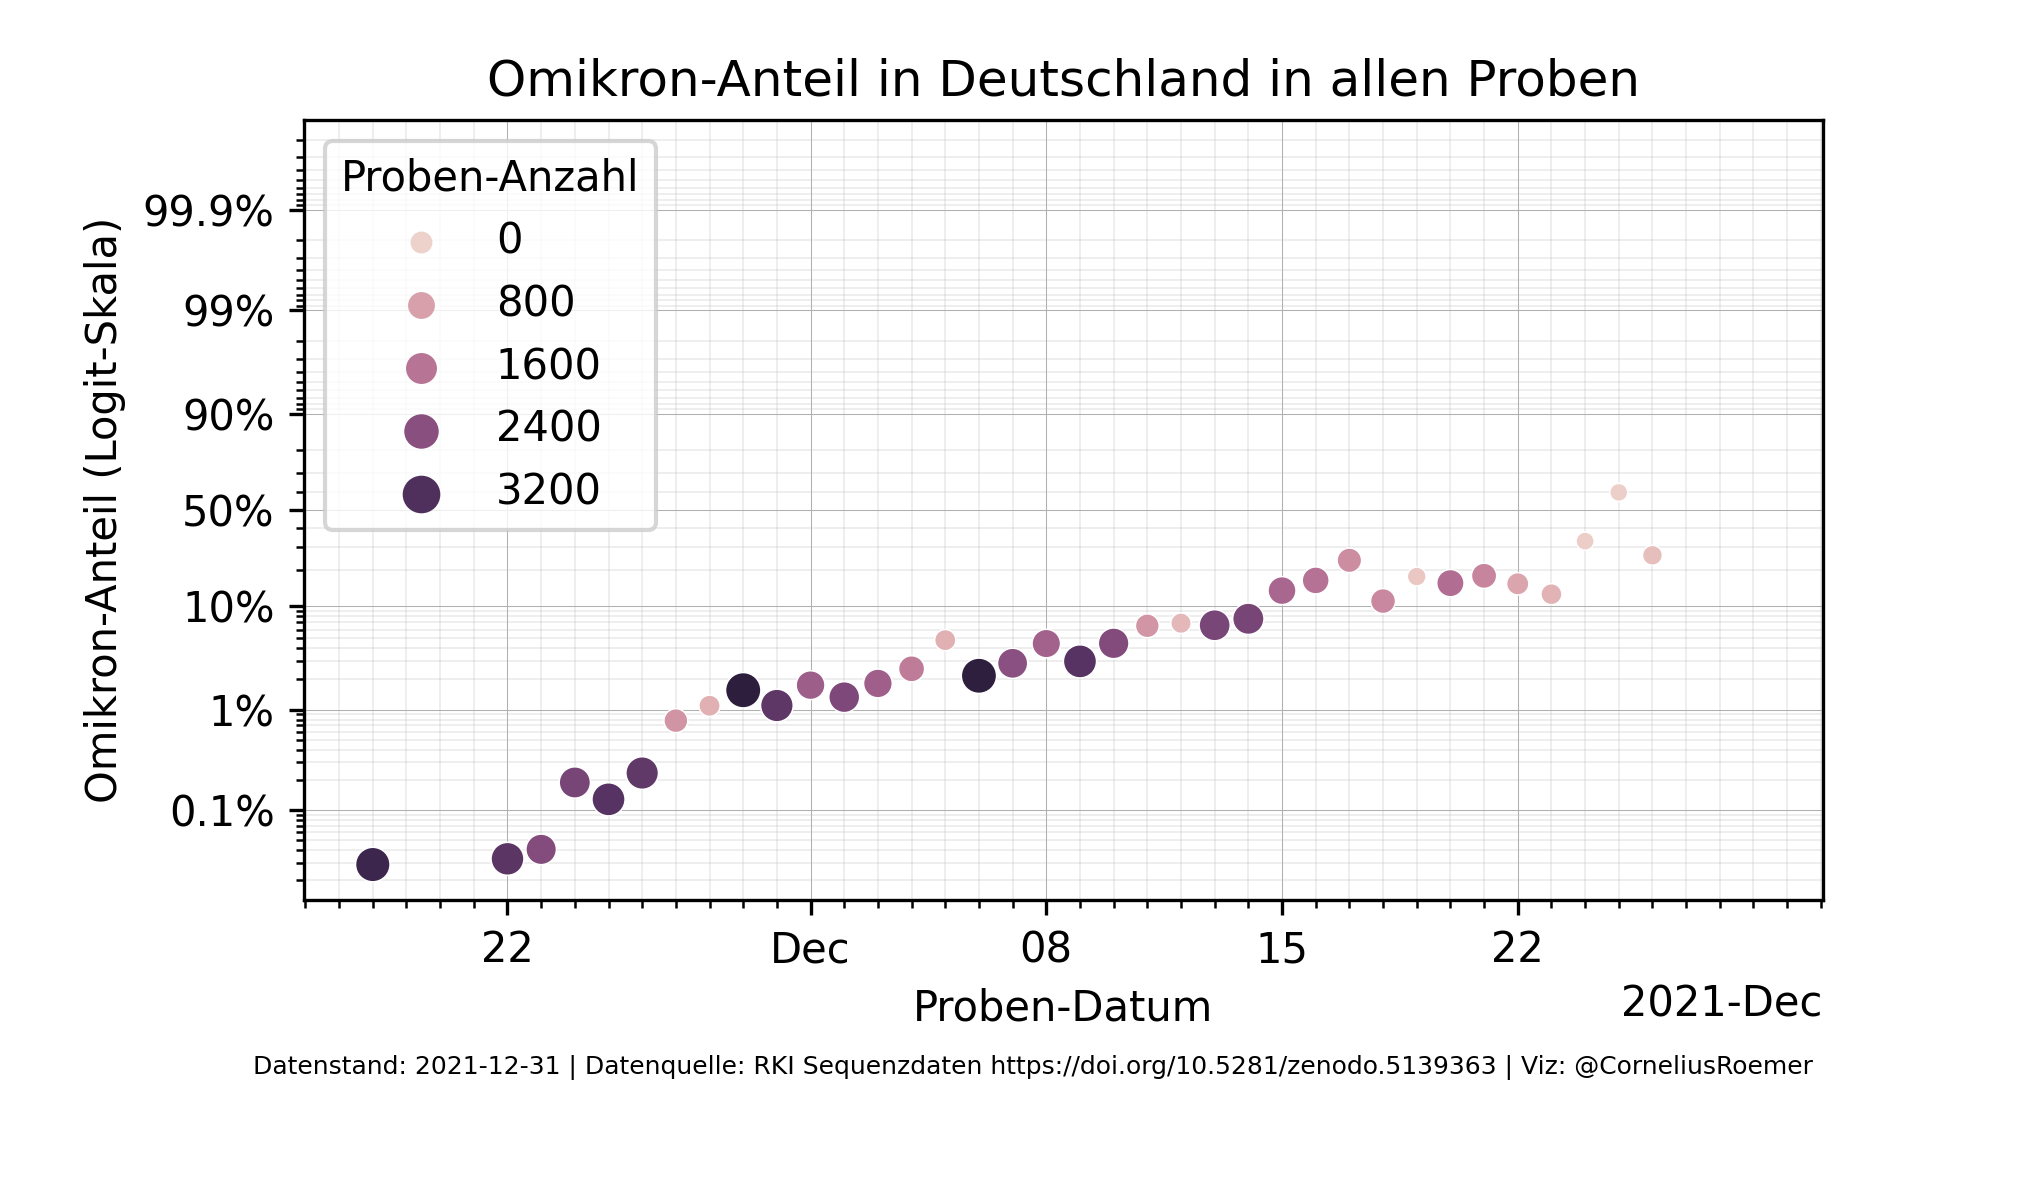 Omikron-Anteil in Deutschland in allen Proben
Omikron-Anteil (Logit-Skala)
99.9%
99%
90%
50%
10%
1%
0.1%
Proben-Anzahl
0
800
1600
2400
3200
22 Dec 08 15 22
Proben-Datum
2021-Dec
Datenstand: 2021-12-31 | Datenquelle: RKI Sequenzdaten https://doi.org/10.5281/zenodo.5139363 | Viz: @CorneliusRoemer